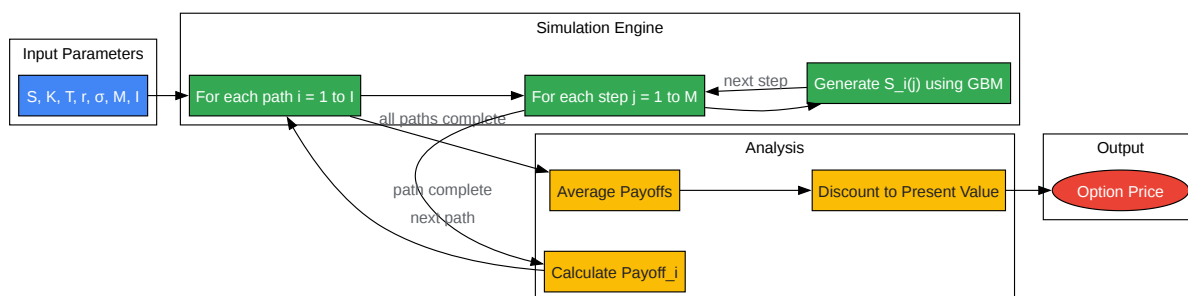 Simulation Engine
Input Parameters
S, K, T, r, σ, M, I
For each path i = 1 to I
For each step j = 1 to M
next step
Generate S_i(j) using GBM
all paths complete
Analysis
Output
path complete
Average Payoffs
Discount to Present Value
Option Price
next path
Calculate Payoff_i